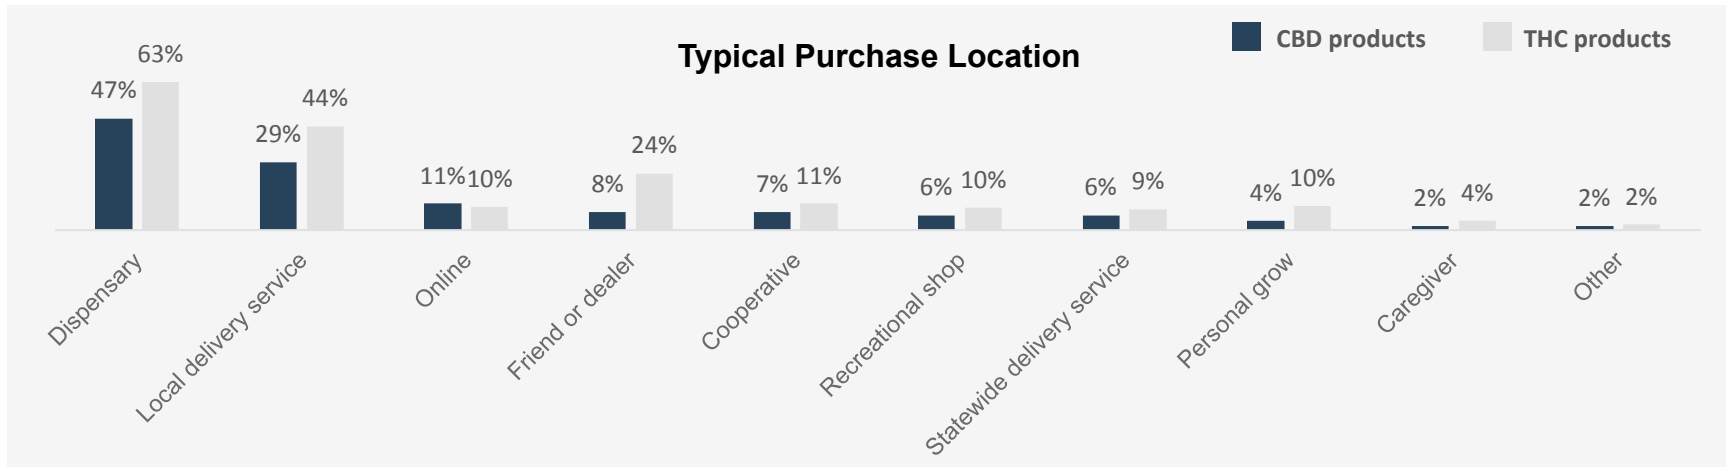 Typical Purchase Location
CBD products
THC products
47%
63%
29%
44%
11%
10%
8%
24%
7%
11%
6%
10%
6%
9%
4%
10%
2%
4%
2%
2%
Dispensary
Local delivery service
Online
Friend or dealer
Cooperative
Recreational shop
Statewide delivery service
Personal grow
Caregiver
Other